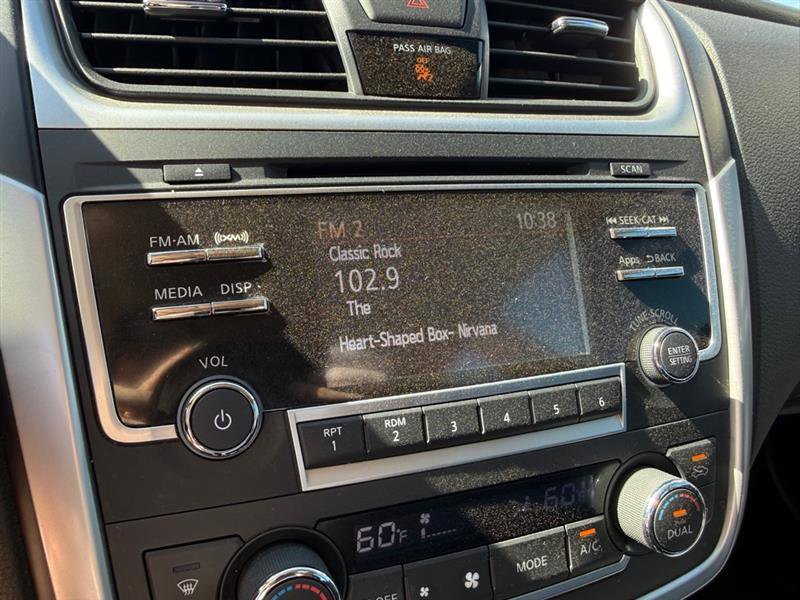 PASS AIR BAG
OFF
SCAN
FM·AM
(((XM)))
MEDIA
DISP
VOL
FM 2
10:38
Classic Rock
102.9
The
Heart-Shaped Box- Nirvana
SEEK·CAT
Apps
BACK
TUNE·SCROLL
ENTER
SETTING
RPT
1
RDM
2
3
4
5
6
60°F
60
OFF
MODE
A/C
DUAL